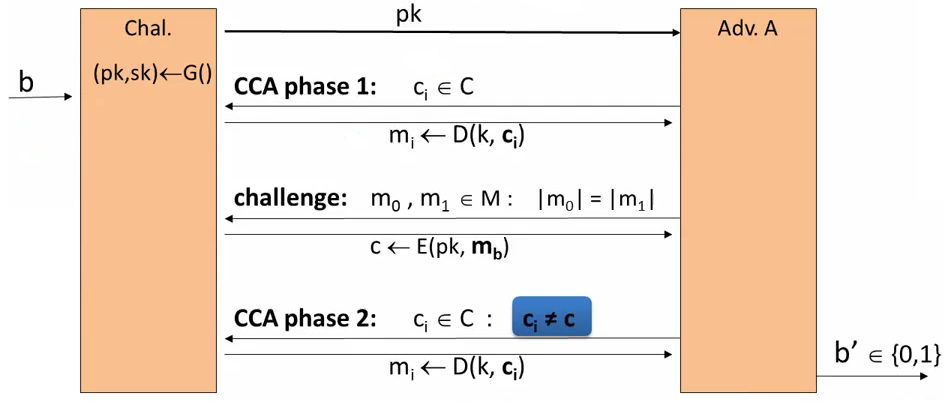 pk
Chal.
Adv. A
(pk,sk)←G()
b
CCA phase 1: cᵢ ∈ C
mᵢ ← D(k, cᵢ)
challenge: m₀ , m₁ ∈ M : |m₀| = |m₁|
c ← E(pk, m_b)
CCA phase 2: cᵢ ∈ C : cᵢ ≠ c
mᵢ ← D(k, cᵢ)
b’ ∈ {0,1}